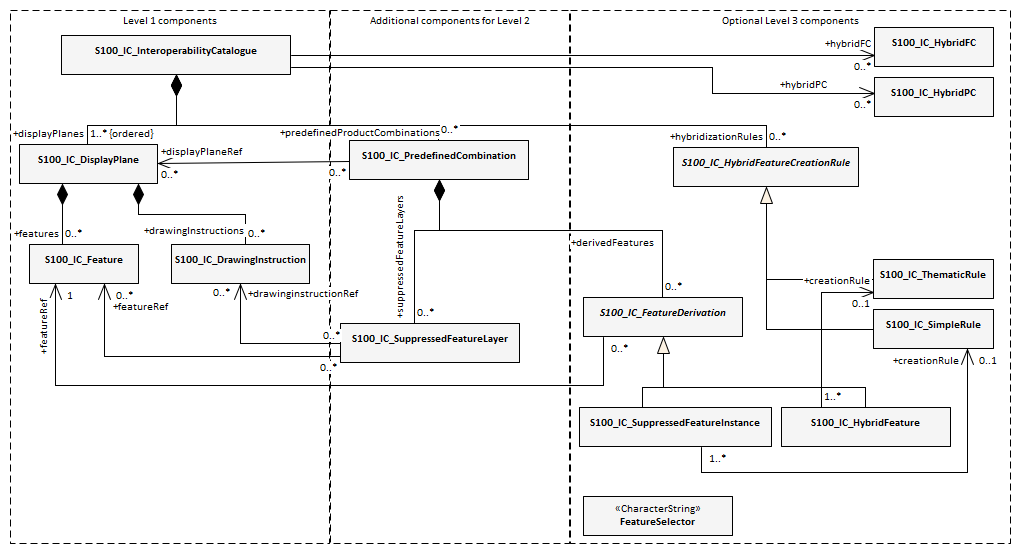 Level 1 components
Additional components for Level 2
Optional Level 3 components
S100_IC_InteroperabilityCatalogue
+hybridFC
0..*
S100_IC_HybridFC
+hybridPC
0..*
S100_IC_HybridPC
+displayPlanes
1..* {ordered}
+predefinedProductCombinations
0..*
+hybridizationRules
0..*
S100_IC_DisplayPlane
+displayPlaneRef
0..*
0..*
S100_IC_PredefinedCombination
S100_IC_HybridFeatureCreationRule
+features
0..*
+drawingInstructions
0..*
+suppressedFeatureLayers
0..*
+derivedFeatures
0..*
S100_IC_Feature
S100_IC_DrawingInstruction
+creationRule
0..1
S100_IC_ThematicRule
1
+featureRef
0..*
+featureRef
0..*
+drawinginstructionRef
S100_IC_FeatureDerivation
S100_IC_SimpleRule
0..*
S100_IC_SuppressedFeatureLayer
0..*
0..*
+creationRule
0..1
1..*
S100_IC_SuppressedFeatureInstance
S100_IC_HybridFeature
1..*
«CharacterString»
FeatureSelector